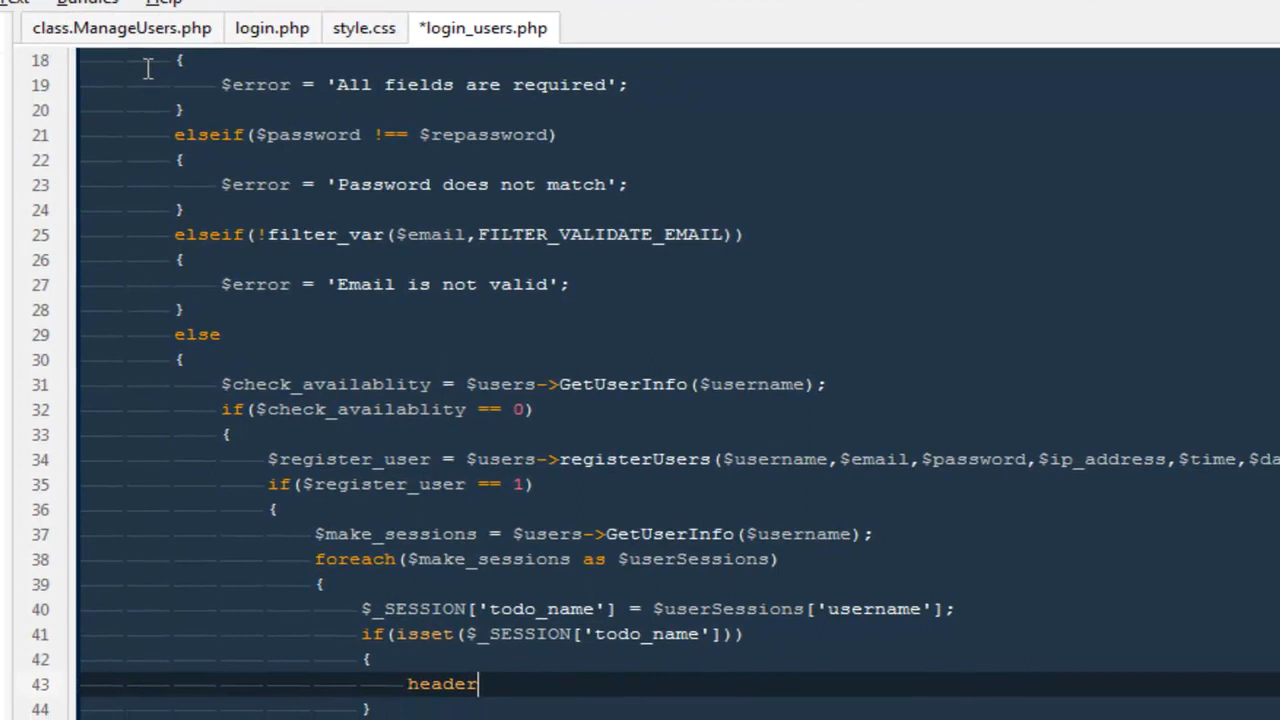 Bundles Help
class.ManageUsers.php login.php style.css *login_users.php
18 {
19 $error = 'All fields are required';
20 }
21 elseif($password !== $repassword)
22 {
23 $error = 'Password does not match';
24 }
25 elseif(!filter_var($email,FILTER_VALIDATE_EMAIL))
26 {
27 $error = 'Email is not valid';
28 }
29 else
30 {
31 $check_availablity = $users->GetUserInfo($username);
32 if($check_availablity == 0)
33 {
34 $register_user = $users->registerUsers($username,$email,$password,$ip_address,$time,$da
35 if($register_user == 1)
36 {
37 $make_sessions = $users->GetUserInfo($username);
38 foreach($make_sessions as $userSessions)
39 {
40 $_SESSION['todo_name'] = $userSessions['username'];
41 if(isset($_SESSION['todo_name']))
42 {
43 header
44 }